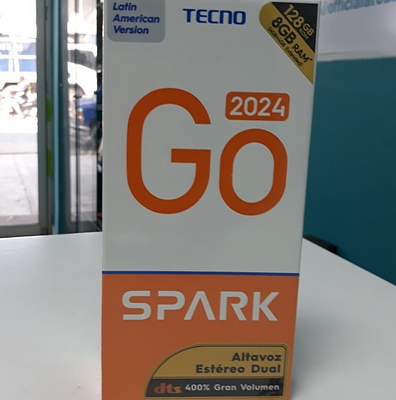 Latin
American
Version
TECNO
128GB
8GB RAM*
2024
Go
SPARK
Altavoz
Estéreo Dual
dts 400% Gran Volumen